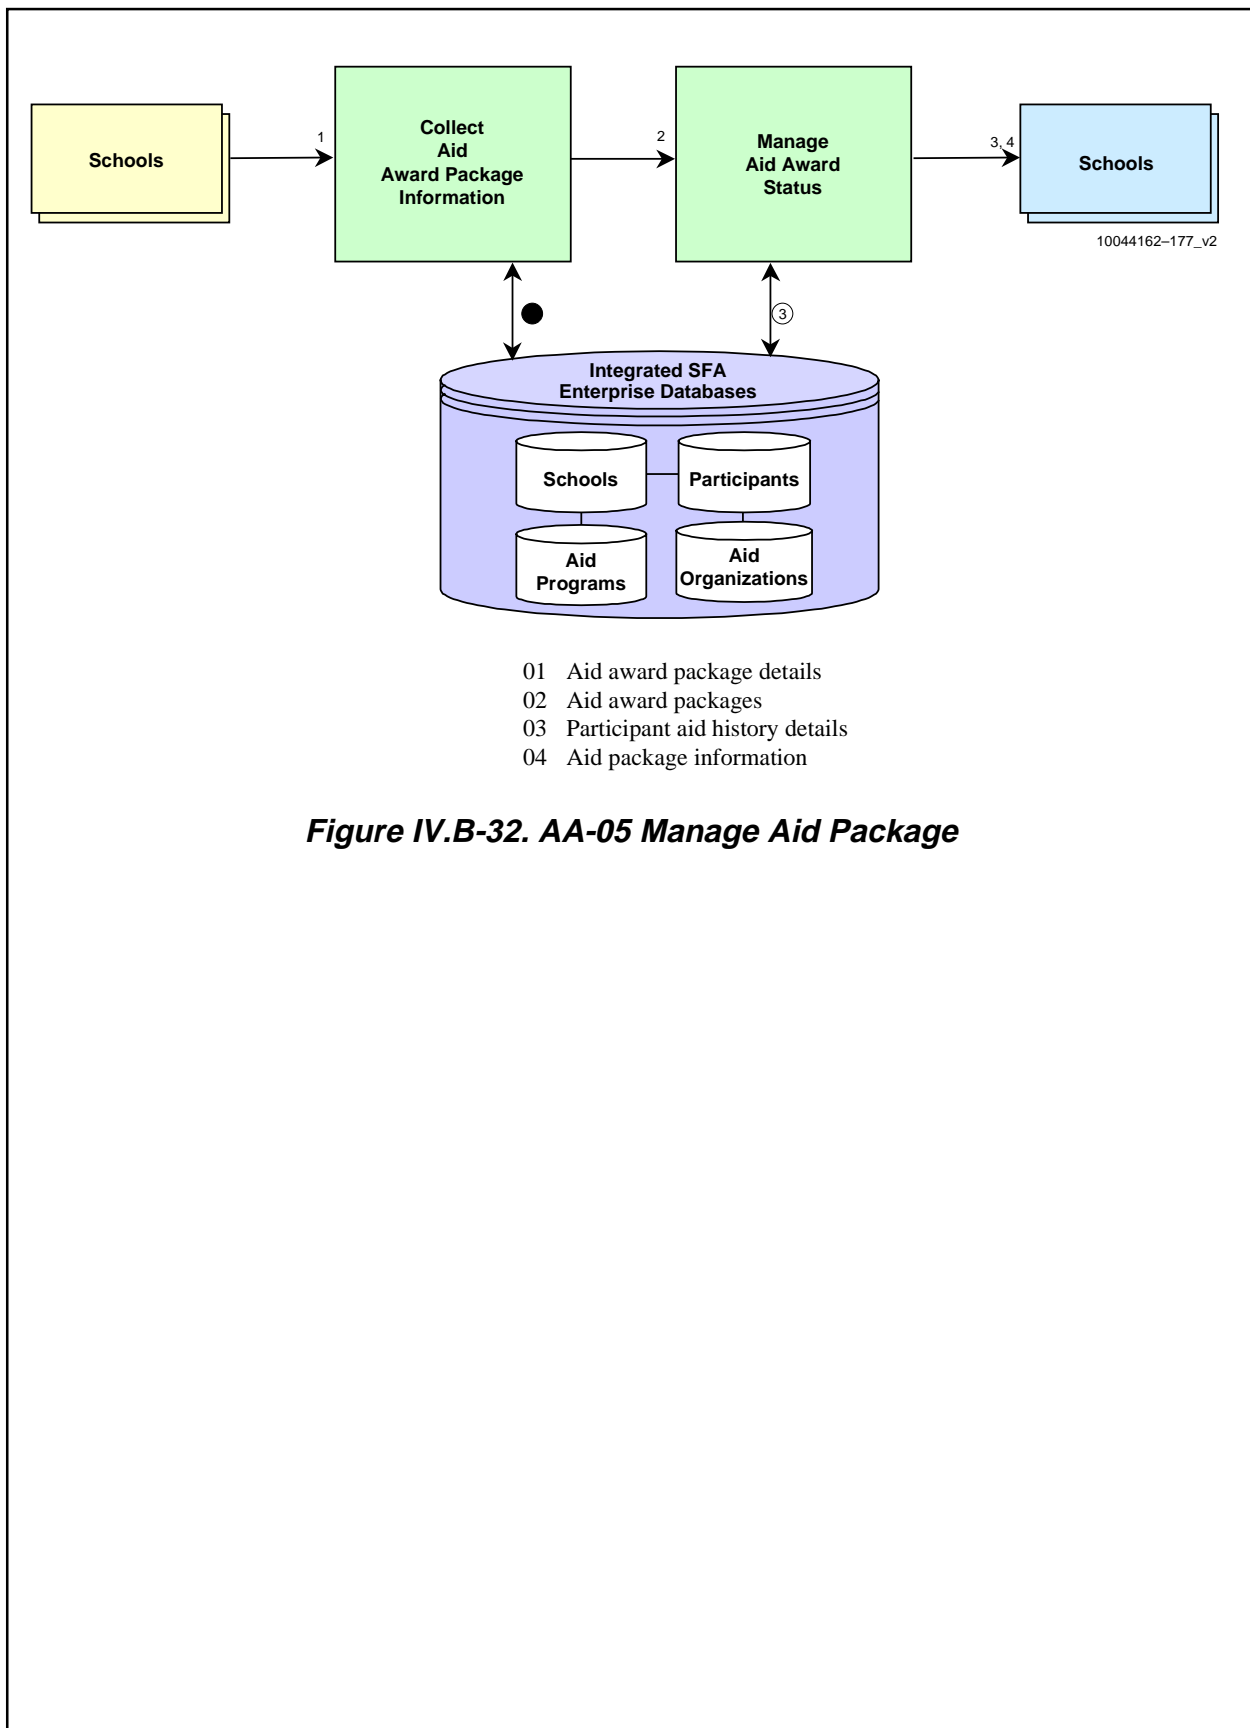 Schools
1
Collect
Aid
Award Package
Information
2
Manage
Aid Award
Status
3, 4
Schools
10044162–177_v2
3
Integrated SFA
Enterprise Databases
Schools
Participants
Aid
Programs
Aid
Organizations
01 Aid award package details
02 Aid award packages
03 Participant aid history details
04 Aid package information
Figure IV.B-32. AA-05 Manage Aid Package